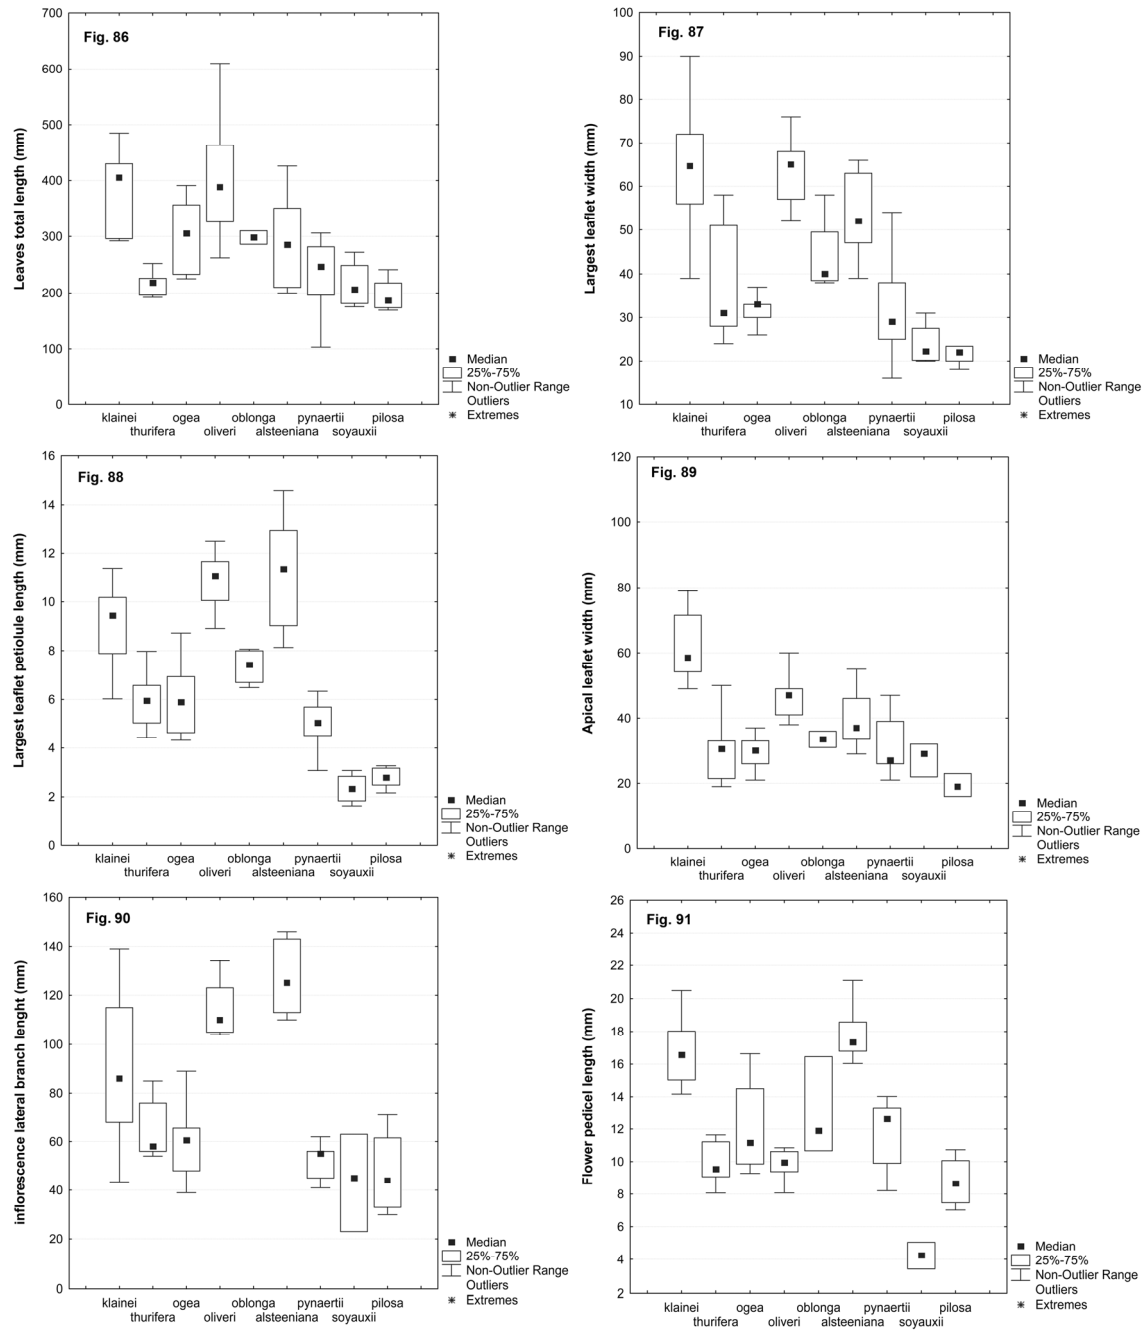 Fig. 86
Leaves total length (mm)
700
600
500
400
300
200
100
0
klainei ogea oblonga pynaertii pilosa
thurifera oliveri alsteeniana soyauxii
Median
25%-75%
Non-Outlier Range
Outliers
Extremes
Fig. 87
Largest leaflet width (mm)
100
90
80
70
60
50
40
30
20
10
klainei ogea oblonga pynaertii pilosa
thurifera oliveri alsteeniana soyauxii
Median
25%-75%
Non-Outlier Range
Outliers
Extremes
Fig. 88
Largest leaflet petiolule length (mm)
16
14
12
10
8
6
4
2
0
klainei ogea oblonga pynaertii pilosa
thurifera oliveri alsteeniana soyauxii
Median
25%-75%
Non-Outlier Range
Outliers
Extremes
Fig. 89
Apical leaflet width (mm)
120
100
80
60
40
20
0
klainei ogea oblonga pynaertii pilosa
thurifera oliveri alsteeniana soyauxii
Median
25%-75%
Non-Outlier Range
Outliers
Extremes
Fig. 90
inflorescence lateral branch lenght (mm)
160
140
120
100
80
60
40
20
0
klainei ogea oblonga pynaertii pilosa
thurifera oliveri alsteeniana soyauxii
Median
25%-75%
Non-Outlier Range
Outliers
Extremes
Fig. 91
Flower pedicel length (mm)
26
24
22
20
18
16
14
12
10
8
6
4
2
klainei ogea oblonga pynaertii pilosa
thurifera oliveri alsteeniana soyauxii
Median
25%-75%
Non-Outlier Range
Outliers
Extremes